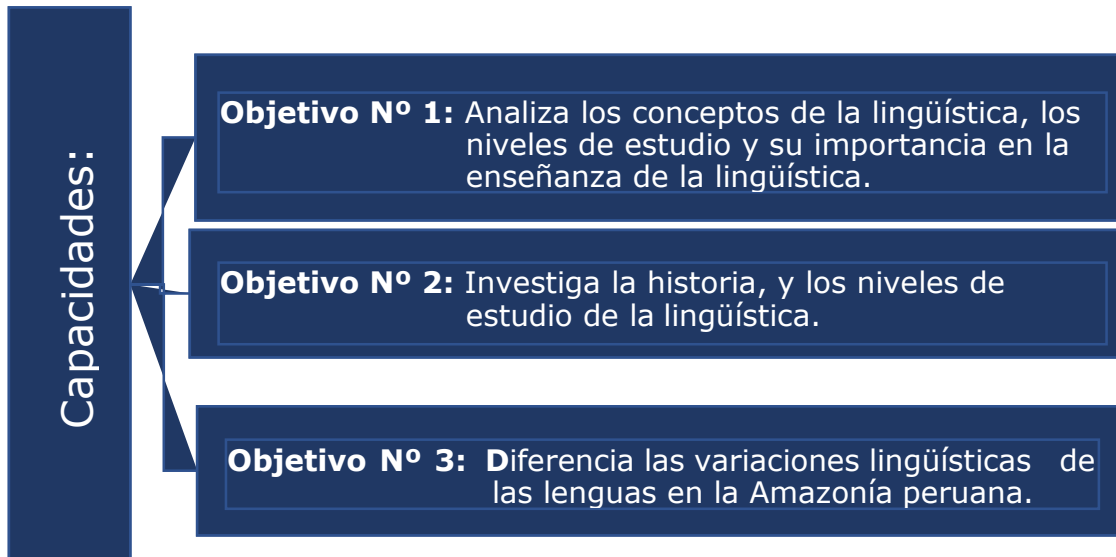 Capacidades:
Objetivo Nº 1: Analiza los conceptos de la lingüística, los
niveles de estudio y su importancia en la
enseñanza de la lingüística.
Objetivo Nº 2: Investiga la historia, y los niveles de
estudio de la lingüística.
Objetivo Nº 3: Diferencia las variaciones lingüísticas de
las lenguas en la Amazonía peruana.